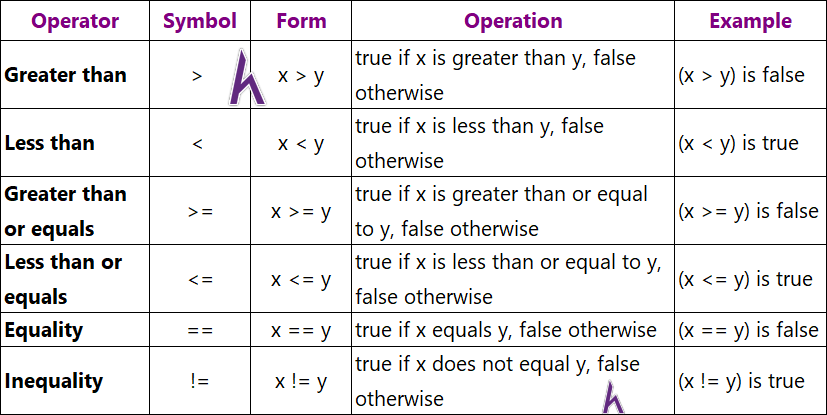 Operator Symbol Form Operation Example
Greater than > x > y true if x is greater than y, false otherwise (x > y) is false
Less than < x < y true if x is less than y, false otherwise (x < y) is true
Greater than or equals >= x >= y true if x is greater than or equal to y, false otherwise (x >= y) is false
Less than or equals <= x <= y true if x is less than or equal to y, false otherwise (x <= y) is true
Equality == x == y true if x equals y, false otherwise (x == y) is false
Inequality != x != y true if x does not equal y, false otherwise (x != y) is true